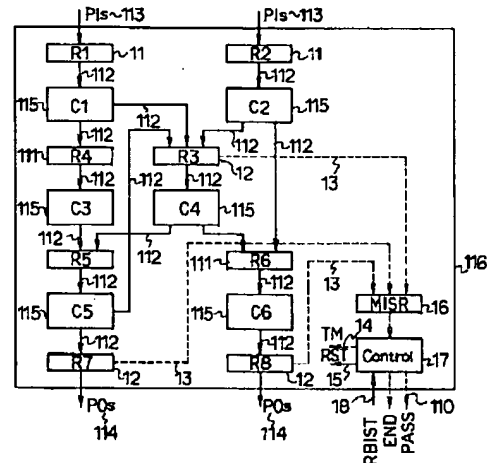 PIs 113 PIs 113
R1 11 R2 11
112 112
115 C1 112 C2 115
112 112 112
111 R4 R3 12 112
112 112 112 13
115 C3 C4 115
112 112 116
R5 112 111 R6
112 112 13
115 C5 115 C6 MISR 16
112 112 TM 14
R7 12 13 R8 12 RST 15 Control 17
POs 114 POs 114 18 RBIST END PASS 110